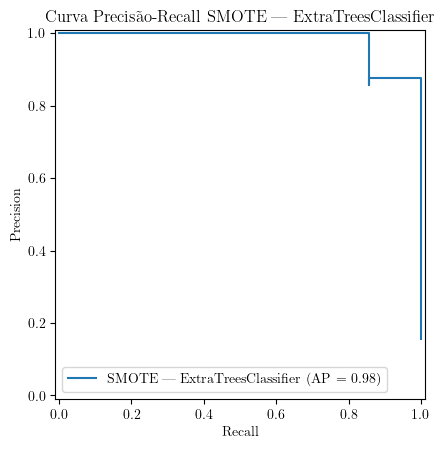 Curva Precisão-Recall SMOTE — ExtraTreesClassifier
1.0
0.8
0.6
0.4
0.2
0.0
Precision
SMOTE — ExtraTreesClassifier (AP = 0.98)
0.0 0.2 0.4 0.6 0.8 1.0
Recall